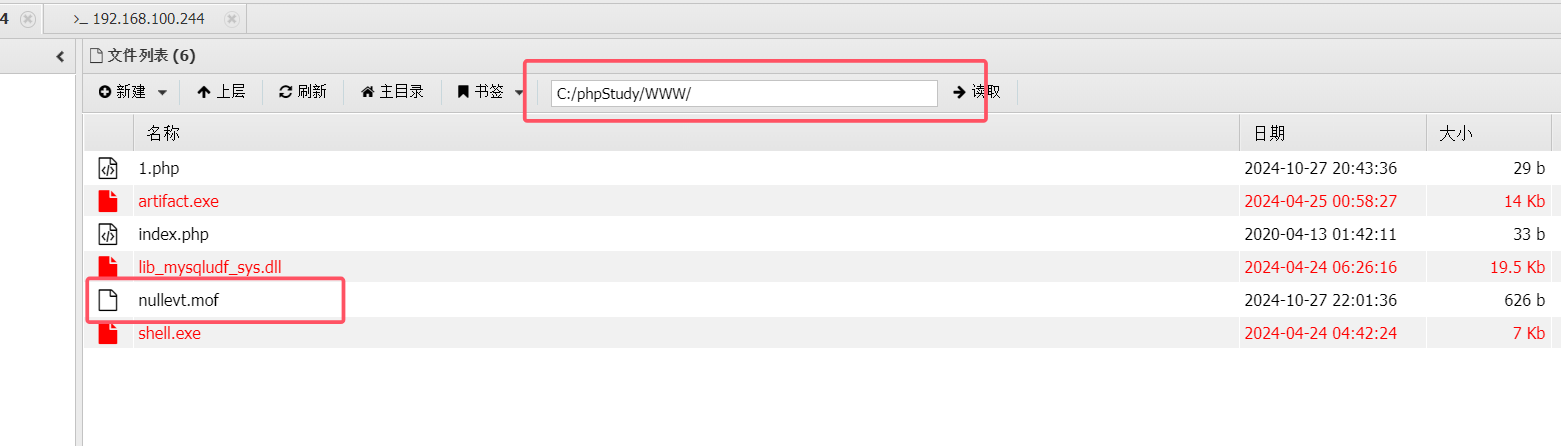 4 >_ 192.168.100.244
文件列表 (6)
新建 上层 刷新 主目录 书签 C:/phpStudy/WWW/ 读取
名称 日期 大小
1.php 2024-10-27 20:43:36 29 b
artifact.exe 2024-04-25 00:58:27 14 Kb
index.php 2020-04-13 01:42:11 33 b
lib_mysqludf_sys.dll 2024-04-24 06:26:16 19.5 Kb
nullevt.mof 2024-10-27 22:01:36 626 b
shell.exe 2024-04-24 04:42:24 7 Kb